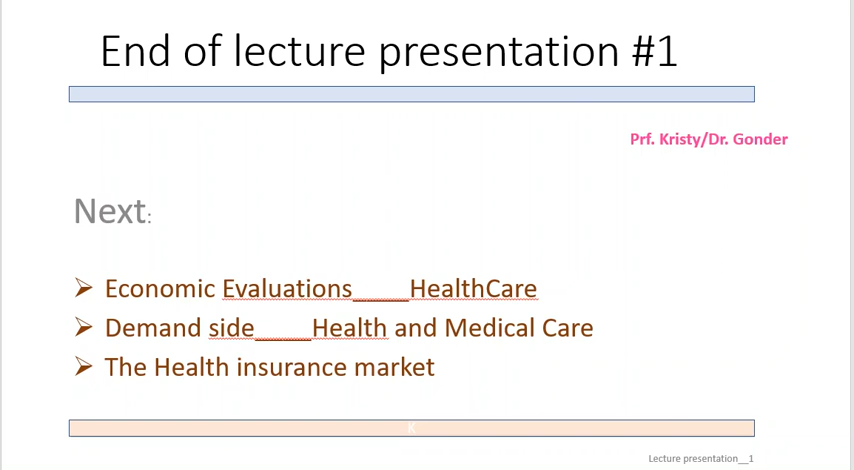 End of lecture presentation #1
Prf. Kristy/Dr. Gonder
Next:
➢ Economic Evaluations_____HealthCare
➢ Demand side_____Health and Medical Care
➢ The Health insurance market
K
Lecture presentation__1